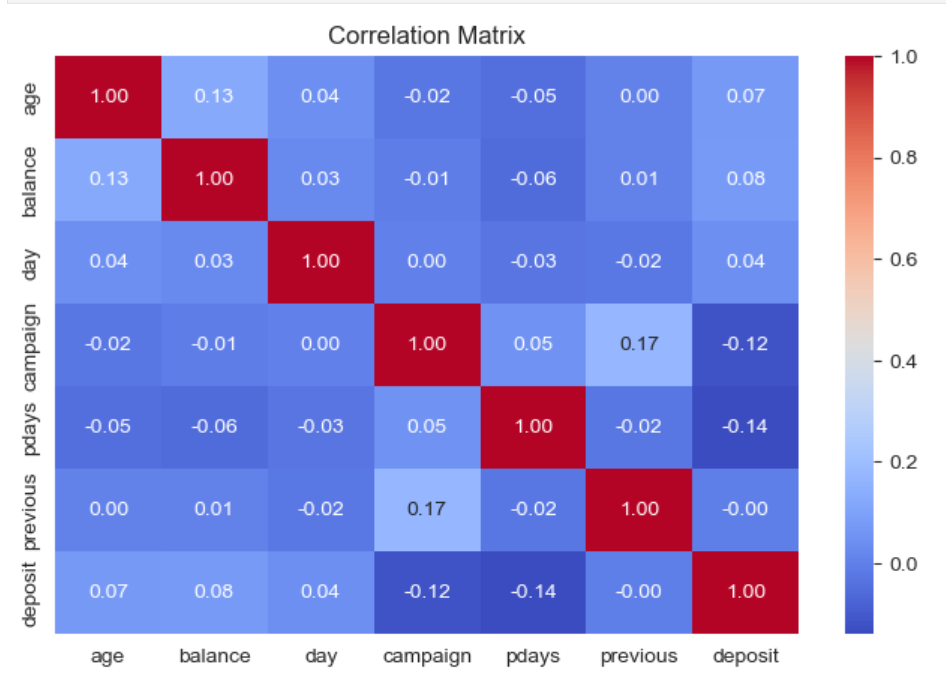 Correlation Matrix
age 1.00 0.13 0.04 -0.02 -0.05 0.00 0.07
balance 0.13 1.00 0.03 -0.01 -0.06 0.01 0.08
day 0.04 0.03 1.00 0.00 -0.03 -0.02 0.04
campaign -0.02 -0.01 0.00 1.00 0.05 0.17 -0.12
pdays -0.05 -0.06 -0.03 0.05 1.00 -0.02 -0.14
previous 0.00 0.01 -0.02 0.17 -0.02 1.00 -0.00
deposit 0.07 0.08 0.04 -0.12 -0.14 -0.00 1.00
age balance day campaign pdays previous deposit
1.0
0.8
0.6
0.4
0.2
0.0